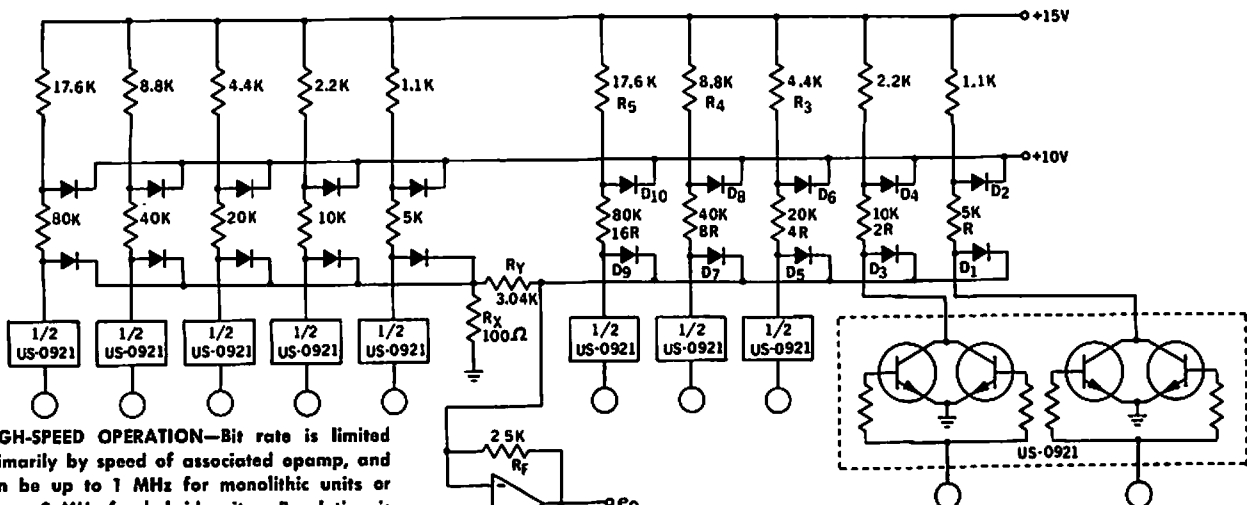 +15V
17.6K 8.8K 4.4K 2.2K 1.1K 17.6K 8.8K 4.4K 2.2K 1.1K
R5 R4 R3
+10V
D10 D8 D6 D4 D2
80K 40K 20K 10K 5K 80K 40K 20K 10K 5K
16R 8R 4R 2R R
D9 D7 D5 D3 D1
RY
3.04K
RX
100Ω
1/2 1/2 1/2 1/2 1/2 1/2 1/2 1/2
US-0921 US-0921 US-0921 US-0921 US-0921 US-0921 US-0921 US-0921
US-0921
GH-SPEED OPERATION—Bit rate is limited
imarily by speed of associated opamp, and
n be up to 1 MHz for monolithic units or
25K
RF
eo